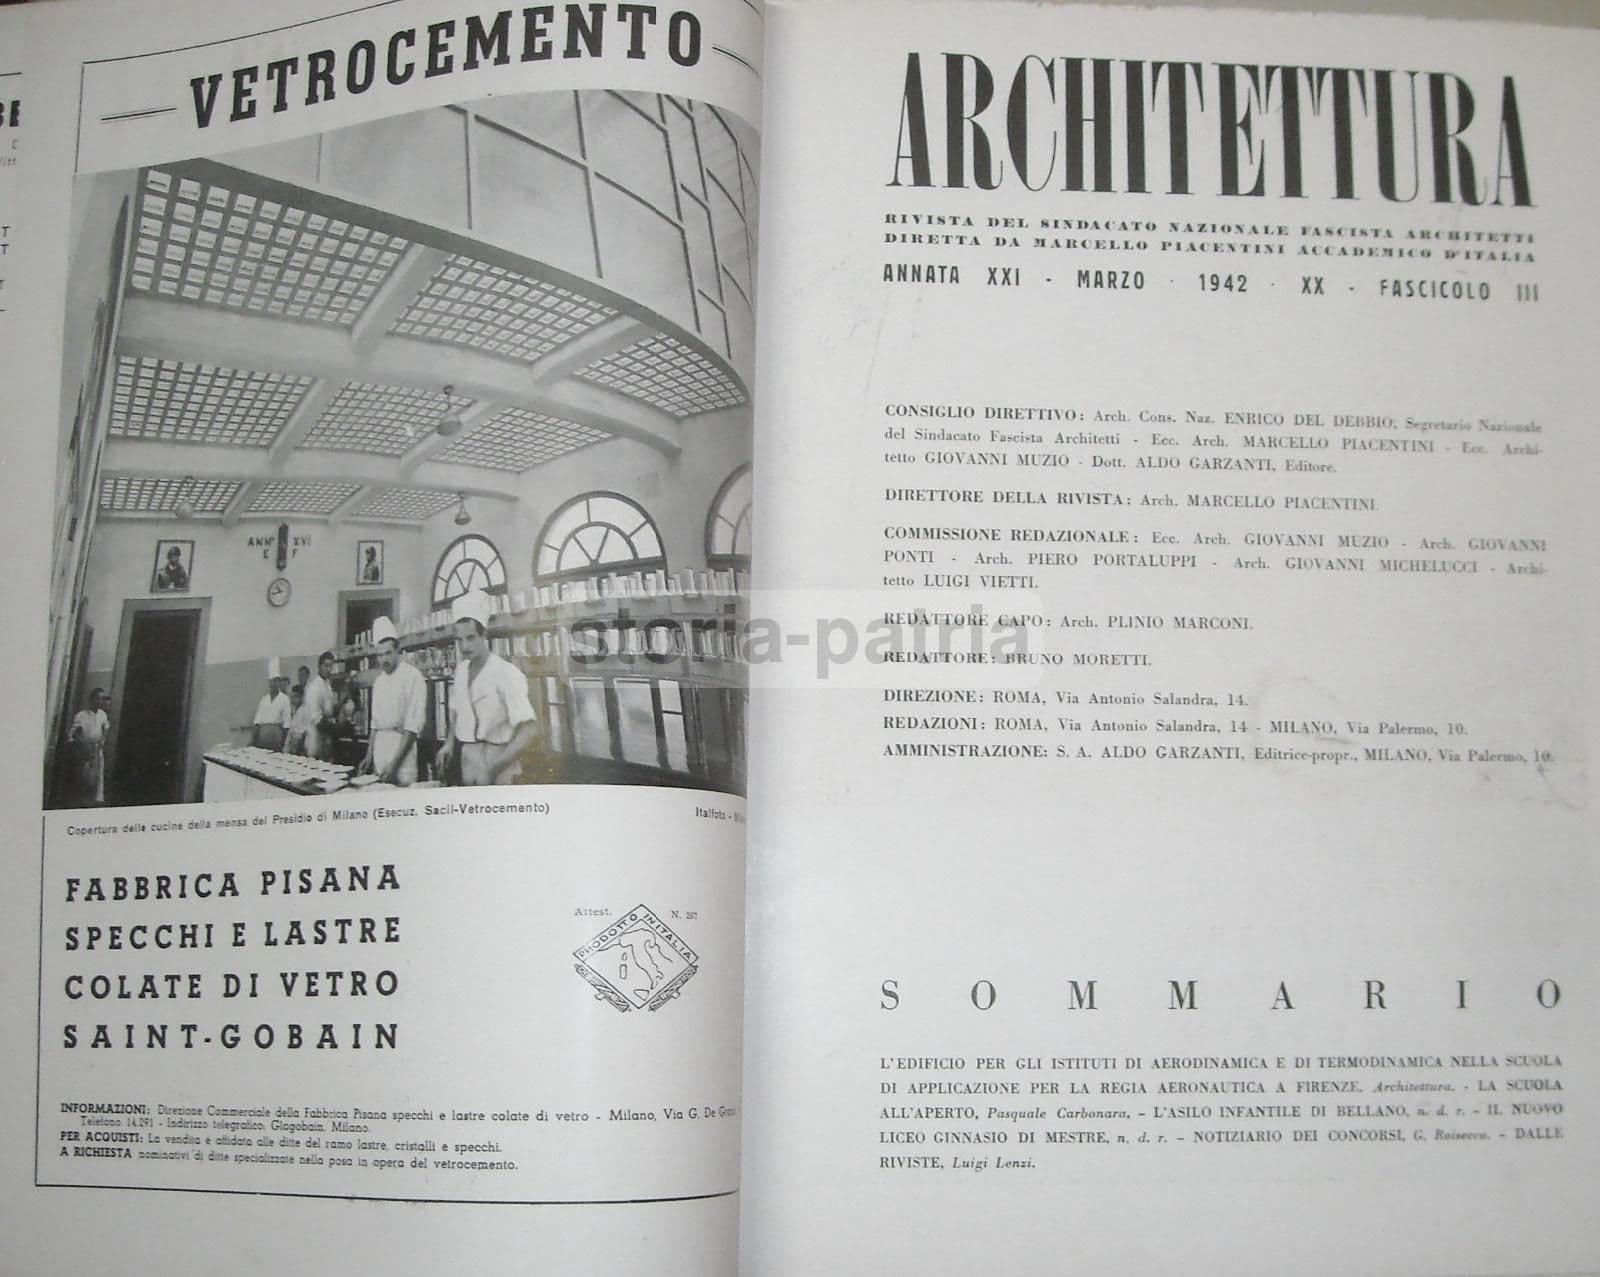 VETROCEMENTO
ANNO XVI
E F
Copertura delle cucine della mensa del Presidio di Milano (Esecuz. Sacil-Vetrocemento)
Italfoto -
FABBRICA PISANA
SPECCHI E LASTRE
COLATE DI VETRO
SAINT-GOBAIN
Attest. N. 267
PRODOTTO IN ITALIA
INFORMAZIONI: Direzione Commerciale della Fabbrica Pisana specchi e lastre colate di vetro - Milano, Via G. De
Telefono 14.291 - Indirizzo telegrafico, Glagobain, Milano.
PER ACQUISTI: La vendita è affidata alle ditte del ramo lastre, cristalli e specchi.
A RICHIESTA nominativi di ditte specializzate nella posa in opera del vetrocemento.
ARCHITETTURA
RIVISTA DEL SINDACATO NAZIONALE FASCISTA ARCHITETTI
DIRETTA DA MARCELLO PIACENTINI ACCADEMICO D'ITALIA
ANNATA XXI - MARZO · 1942 · XX - FASCICOLO III
CONSIGLIO DIRETTIVO: Arch. Cons. Naz. ENRICO DEL DEBBIO, Segretario Nazionale
del Sindacato Fascista Architetti - Ecc. Arch. MARCELLO PIACENTINI - Ecc. Archi-
tetto GIOVANNI MUZIO - Dott. ALDO GARZANTI, Editore.
DIRETTORE DELLA RIVISTA: Arch. MARCELLO PIACENTINI.
COMMISSIONE REDAZIONALE: Ecc. Arch. GIOVANNI MUZIO - Arch. GIOVANNI
PONTI - Arch. PIERO PORTALUPPI - Arch. GIOVANNI MICHELUCCI - Archi-
tetto LUIGI VIETTI.
storia-patria
REDATTORE CAPO: Arch. PLINIO MARCONI.
REDATTORE: BRUNO MORETTI.
DIREZIONE: ROMA, Via Antonio Salandra, 14.
REDAZIONI: ROMA, Via Antonio Salandra, 14 - MILANO, Via Palermo, 10.
AMMINISTRAZIONE: S. A. ALDO GARZANTI, Editrice-propr., MILANO, Via Palermo, 10.
SOMMARIO
L'EDIFICIO PER GLI ISTITUTI DI AERODINAMICA E DI TERMODINAMICA NELLA SCUOLA
DI APPLICAZIONE PER LA REGIA AERONAUTICA A FIRENZE, Architettura. - LA SCUOLA
ALL'APERTO, Pasquale Carbonara, – L'ASILO INFANTILE DI BELLANO, n. d. r. – IL NUOVO
LICEO GINNASIO DI MESTRE, n. d. r. – NOTIZIARIO DEI CONCORSI, G. Roisecco. – DALLE
RIVISTE, Luigi Lenzi.